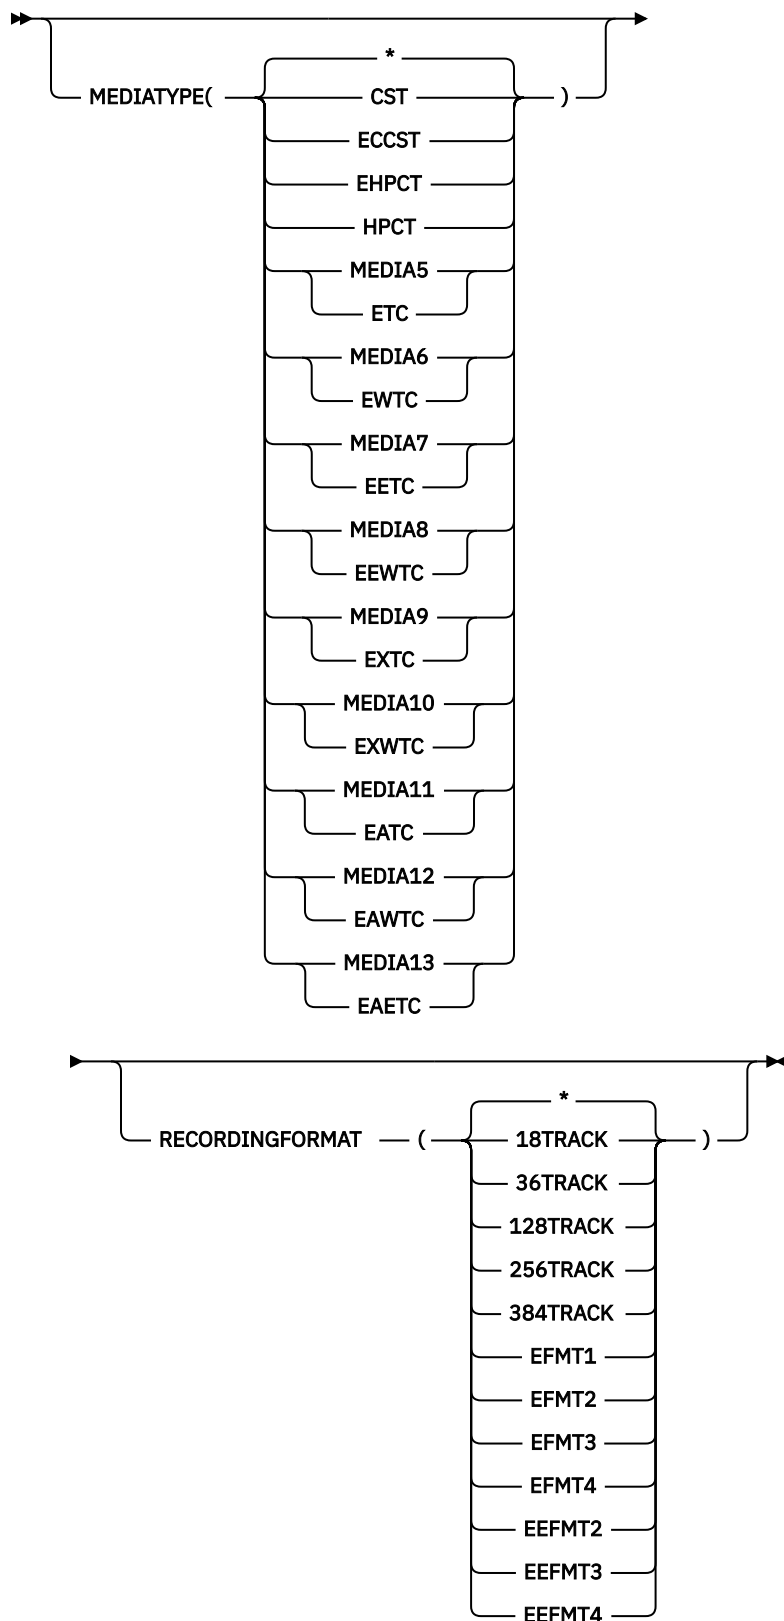 *
MEDIATYPE( CST )
ECCST
EHPCT
HPCT
MEDIA5
ETC
MEDIA6
EWTC
MEDIA7
EETC
MEDIA8
EEWTC
MEDIA9
EXTC
MEDIA10
EXWTC
MEDIA11
EATC
MEDIA12
EAWTC
MEDIA13
EAETC
*
RECORDINGFORMAT ( 18TRACK )
36TRACK
128TRACK
256TRACK
384TRACK
EFMT1
EFMT2
EFMT3
EFMT4
EEFMT2
EEFMT3
EEFMT4